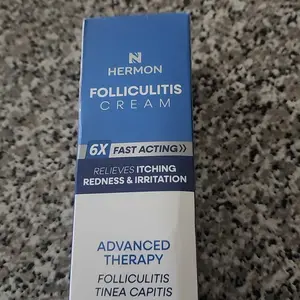 HERMON
FOLLICULITIS
CREAM
6X FAST ACTING»
RELIEVES ITCHING
REDNESS & IRRITATION
ADVANCED
THERAPY
FOLLICULITIS
TINEA CAPITIS